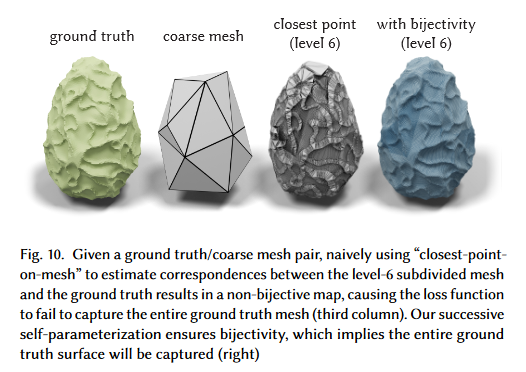 ground truth
coarse mesh
closest point
(level 6)
with bijectivity
(level 6)
Fig. 10. Given a ground truth/coarse mesh pair, naively using “closest-point-
on-mesh” to estimate correspondences between the level-6 subdivided mesh
and the ground truth results in a non-bijective map, causing the loss function
to fail to capture the entire ground truth mesh (third column). Our successive
self-parameterization ensures bijectivity, which implies the entire ground
truth surface will be captured (right)